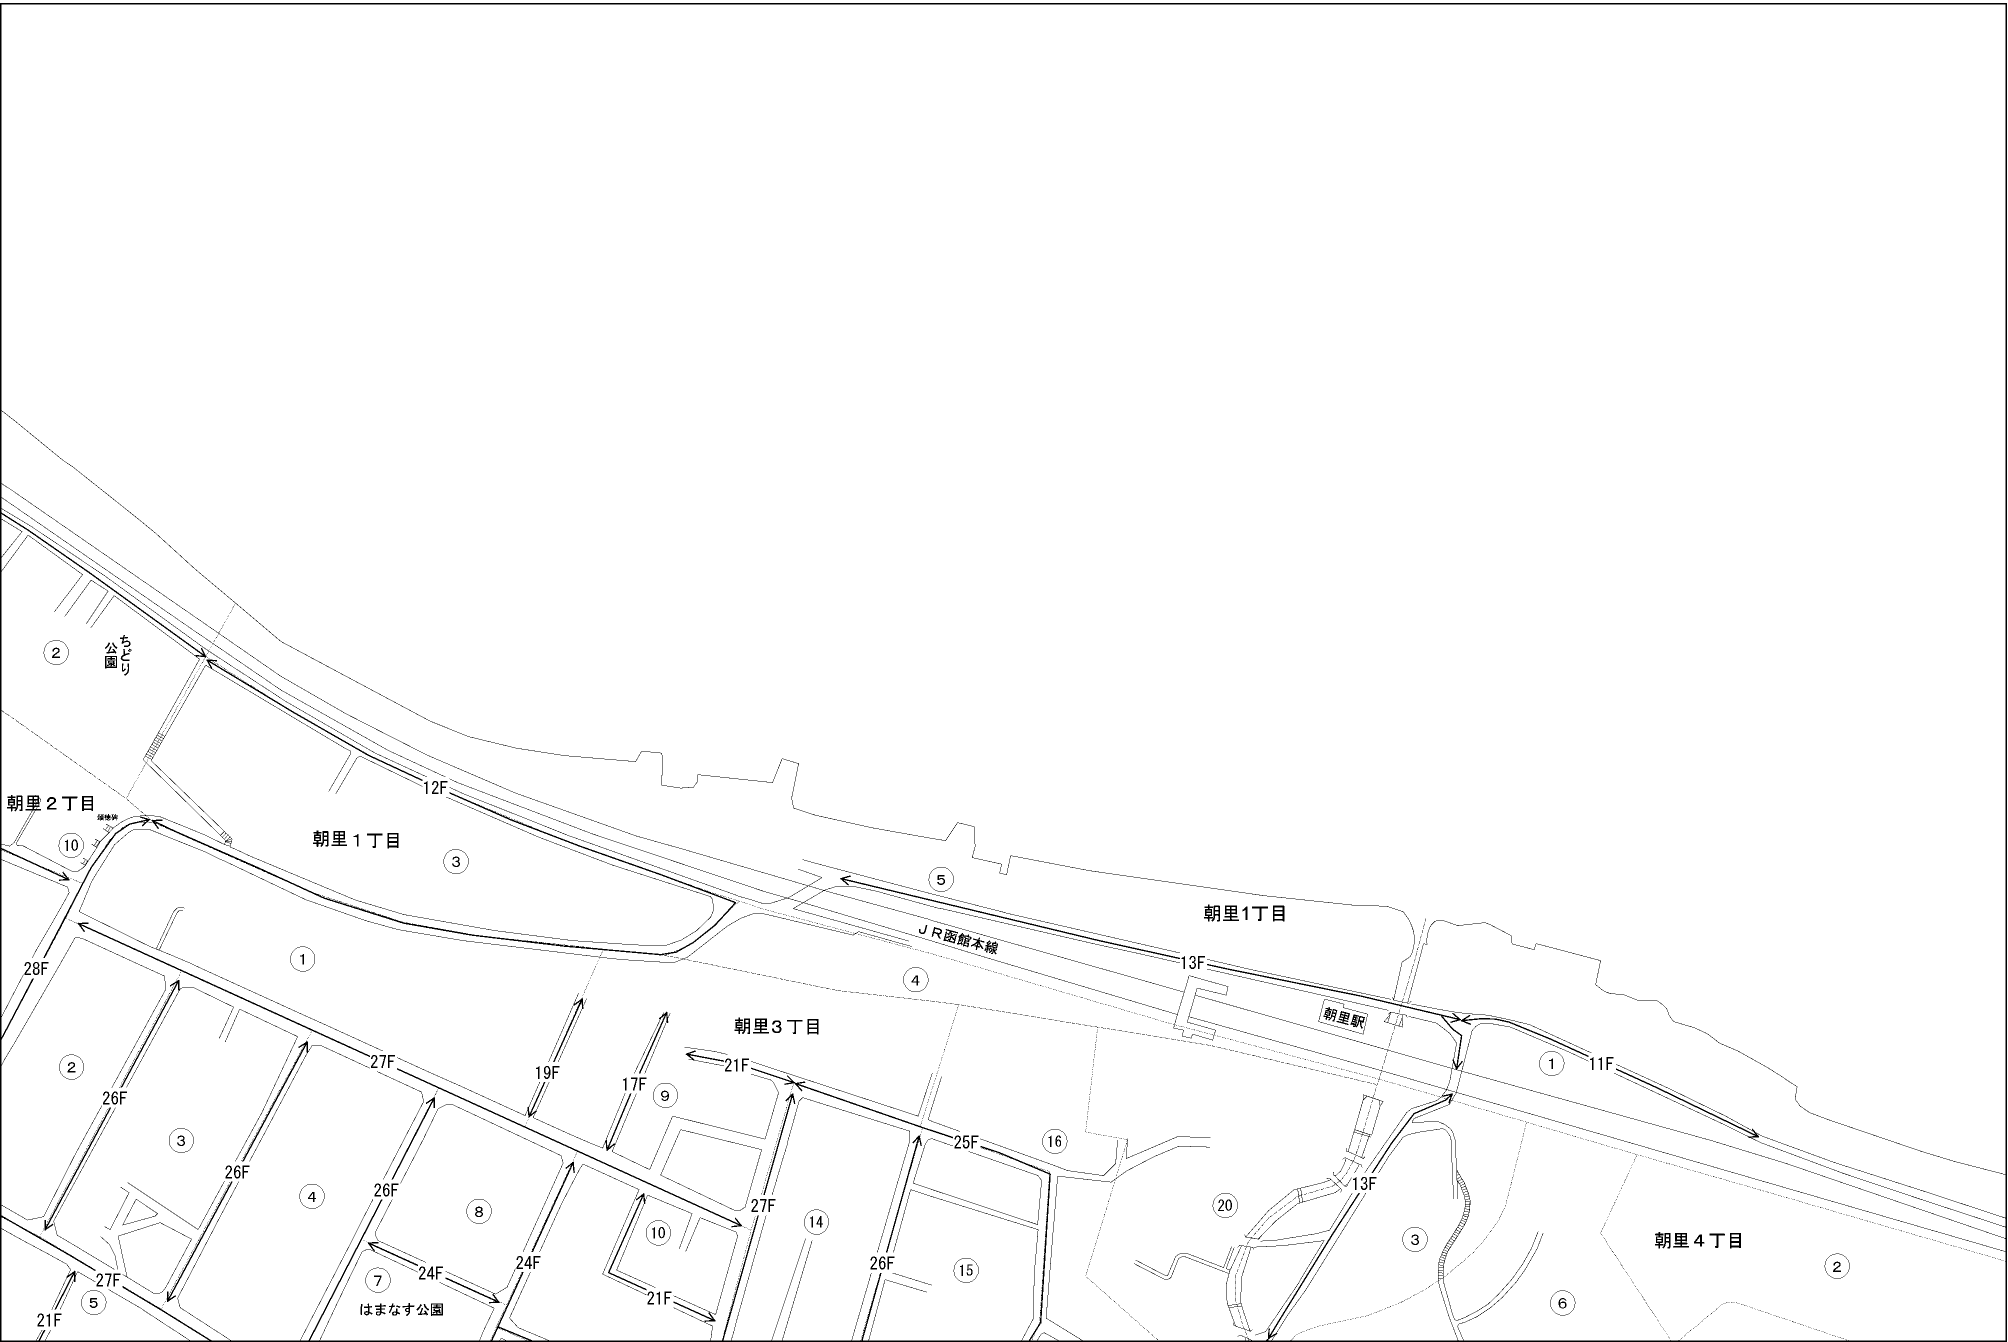 ②
ちどり
公園
朝里２丁目
⑩
12F
朝里１丁目
③
⑤
朝里1丁目
ＪＲ函館本線
13F
28F
①
④
朝里駅
朝里３丁目
①
11F
②
26F
27F
19F
17F
21F
⑨
③
26F
26F
25F
⑯
④
⑧
27F
⑭
13F
⑳
③
朝里４丁目
⑩
24F
26F
⑮
②
27F
⑤
21F
⑦
24F
はまなす公園
21F
⑥